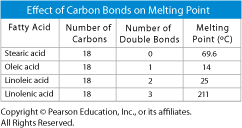 Effect of Carbon Bonds on Melting Point
Fatty Acid Number of Carbons Number of Double Bonds Melting Point (ºC)
Stearic acid 18 0 69.6
Oleic acid 18 1 14
Linoleic acid 18 2 25
Linolenic acid 18 3 211
Copyright © Pearson Education, Inc., or its affiliates.
All Rights Reserved.